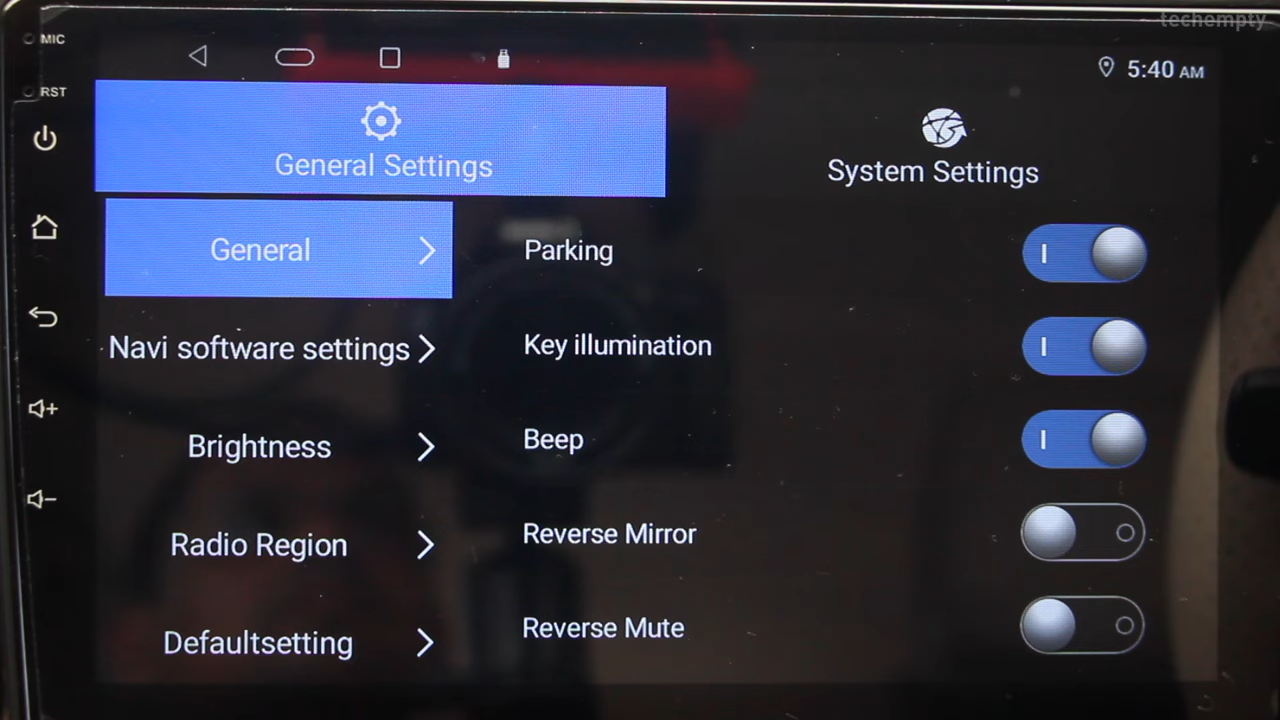 techempty
MIC
5:40 AM
RST
General Settings
System Settings
General
Parking
Navi software settings
Key illumination
Brightness
Beep
Radio Region
Reverse Mirror
Defaultsetting
Reverse Mute